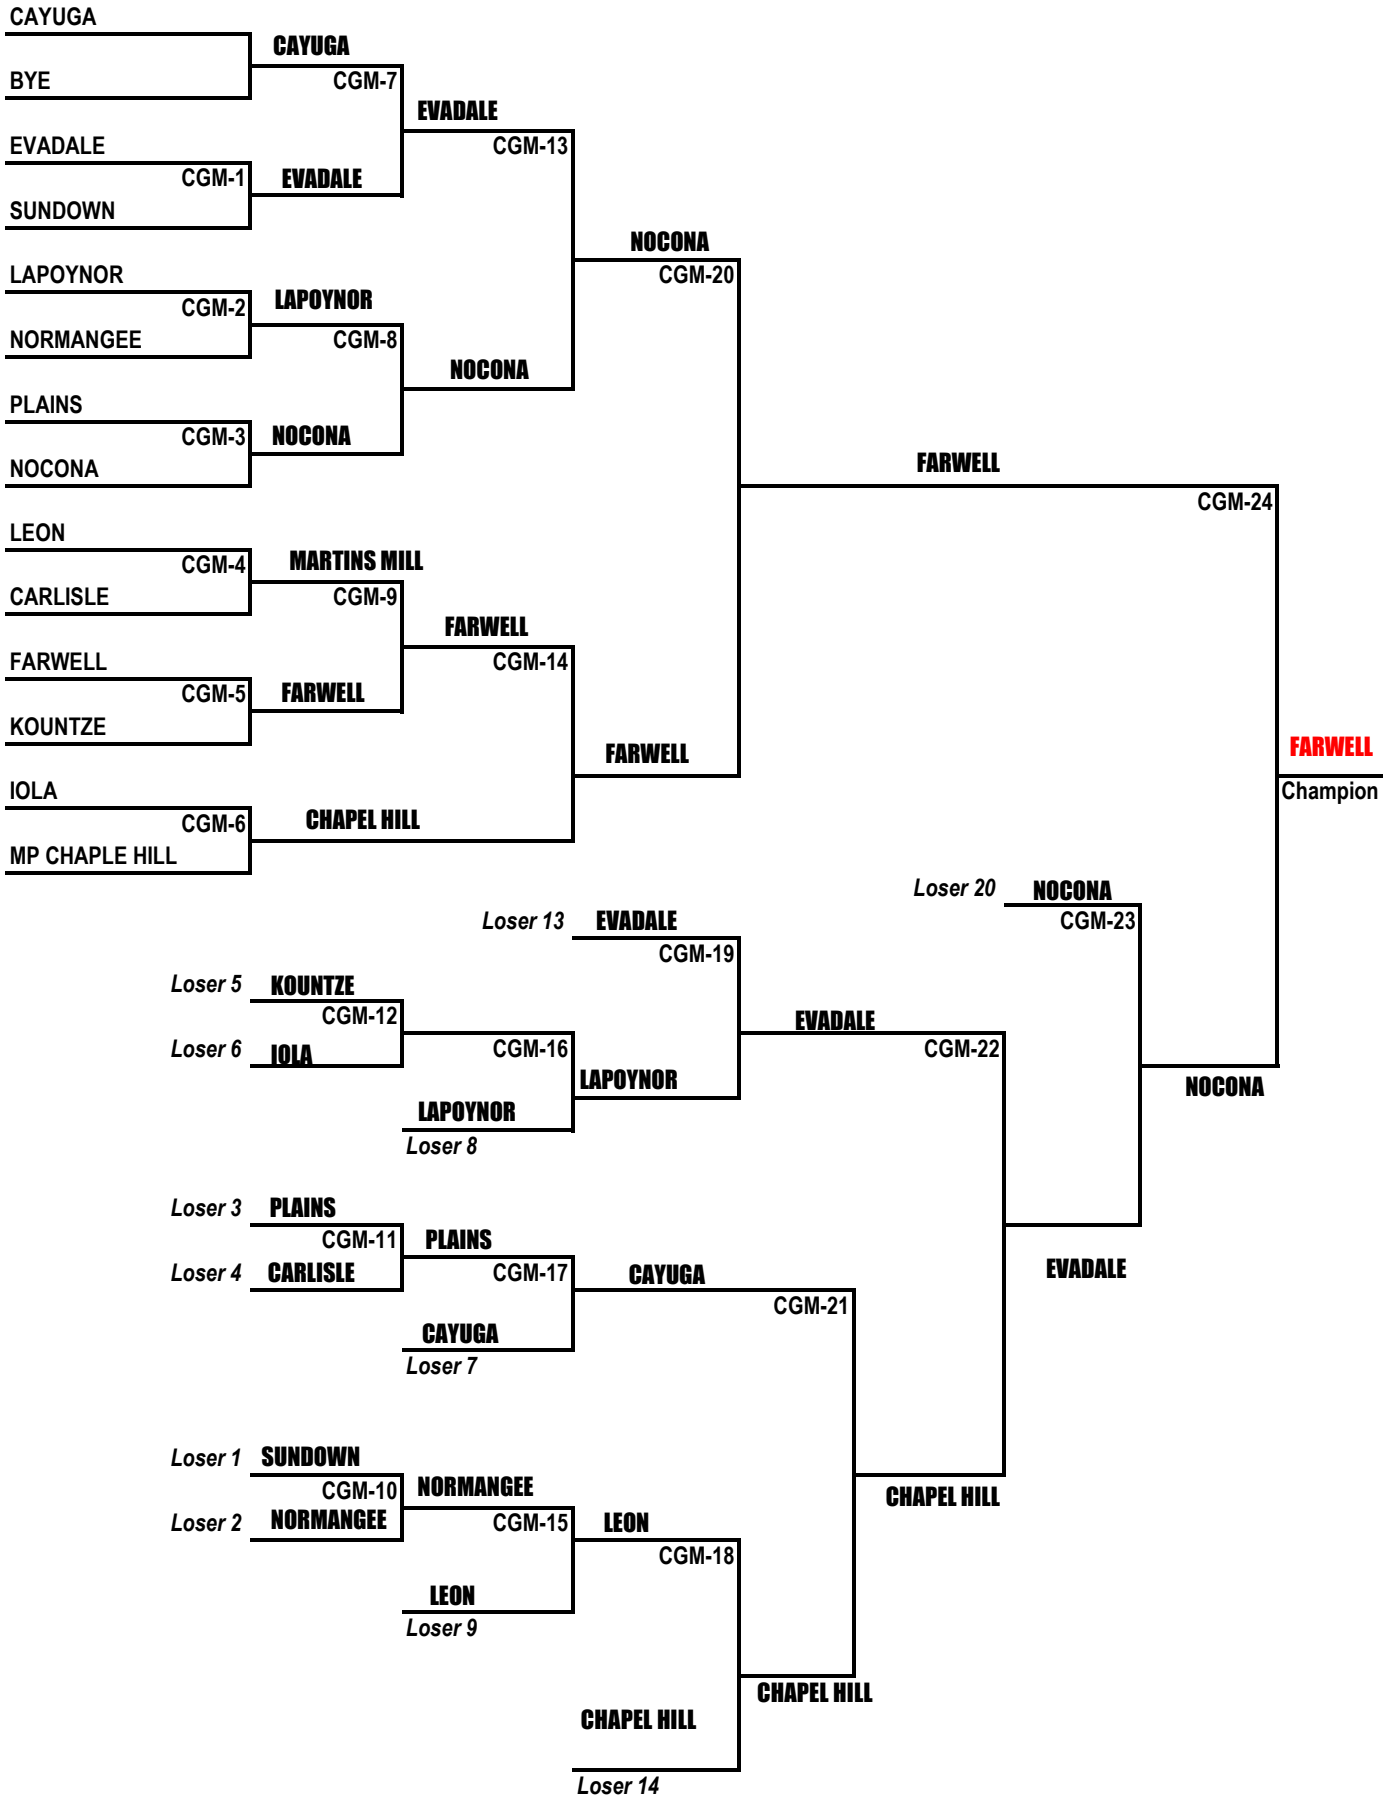 CAYUGA
CAYUGA
BYE
CGM-7
EVADALE
EVADALE
CGM-13
CGM-1
EVADALE
SUNDOWN
NOCONA
LAPOYNOR
CGM-20
LAPOYNOR
CGM-2
NORMANGEE
CGM-8
NOCONA
PLAINS
CGM-3
NOCONA
NOCONA
FARWELL
CGM-24
LEON
MARTINS MILL
CGM-4
CARLISLE
CGM-9
FARWELL
FARWELL
CGM-14
CGM-5
FARWELL
KOUNTZE
FARWELL
FARWELL
IOLA
Champion
CHAPEL HILL
CGM-6
MP CHAPLE HILL
Loser 20
NOCONA
Loser 13
EVADALE
CGM-23
CGM-19
Loser 5
KOUNTZE
CGM-12
EVADALE
Loser 6
IOLA
CGM-16
CGM-22
LAPOYNOR
NOCONA
LAPOYNOR
Loser 8
Loser 3
PLAINS
CGM-11
PLAINS
Loser 4
CARLISLE
CGM-17
CAYUGA
EVADALE
CGM-21
CAYUGA
Loser 7
Loser 1
SUNDOWN
CGM-10
NORMANGEE
CHAPEL HILL
Loser 2
NORMANGEE
CGM-15
LEON
CGM-18
LEON
Loser 9
CHAPEL HILL
CHAPEL HILL
Loser 14